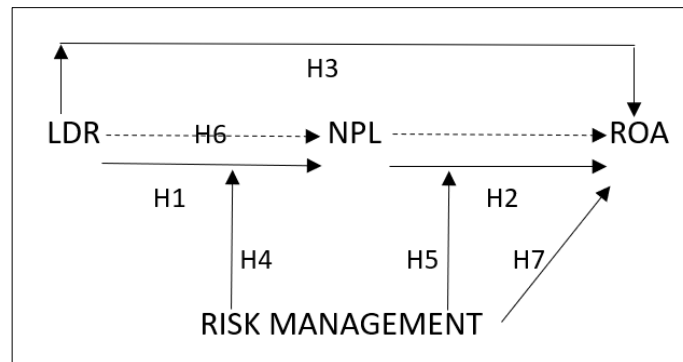 H3
LDR H6 NPL ROA
H1 H2
H4 H5 H7
RISK MANAGEMENT